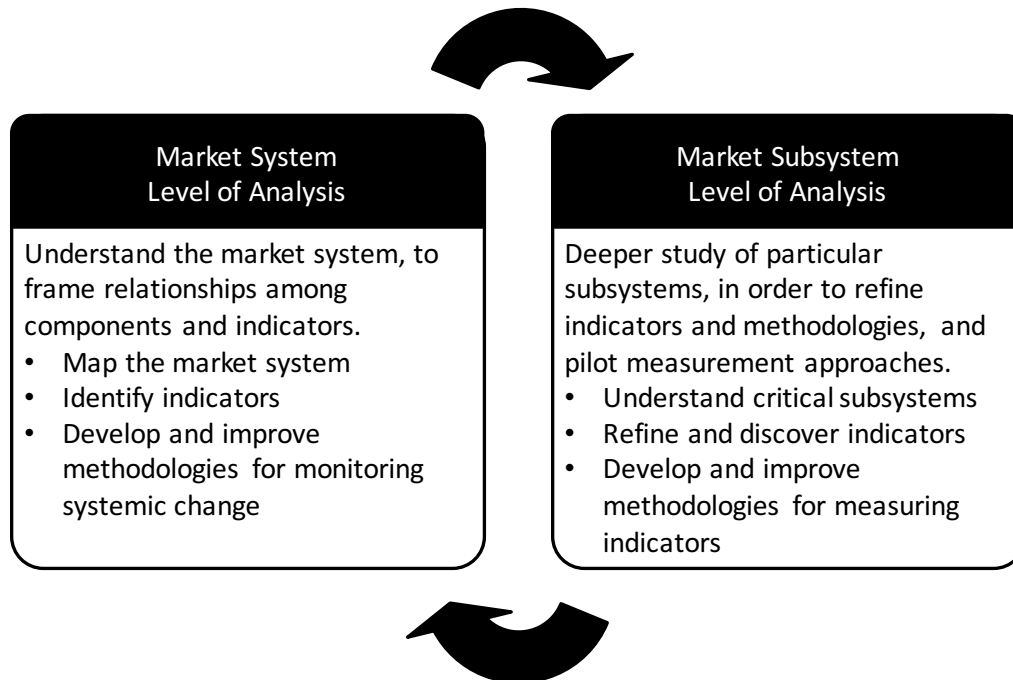 Market System
Level of Analysis
Understand the market system, to
frame relationships among
components and indicators.
• Map the market system
• Identify indicators
• Develop and improve
methodologies for monitoring
systemic change
Market Subsystem
Level of Analysis
Deeper study of particular
subsystems, in order to refine
indicators and methodologies, and
pilot measurement approaches.
• Understand critical subsystems
• Refine and discover indicators
• Develop and improve
methodologies for measuring
indicators